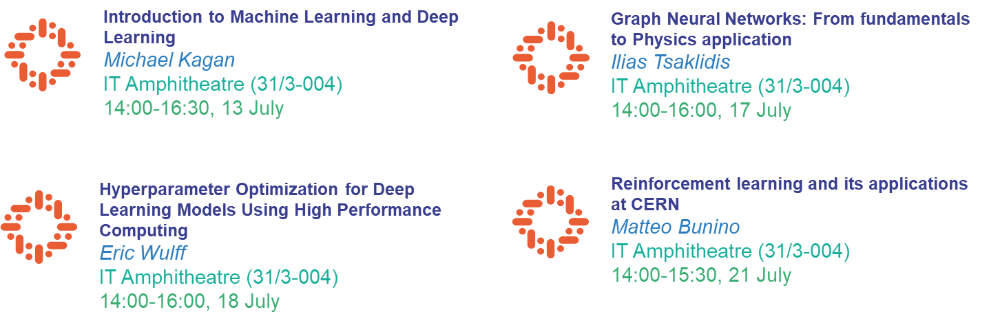 Introduction to Machine Learning and Deep
Learning
Michael Kagan
IT Amphitheatre (31/3-004)
14:00-16:30, 13 July
Graph Neural Networks: From fundamentals
to Physics application
Ilias Tsaklidis
IT Amphitheatre (31/3-004)
14:00-16:00, 17 July
Hyperparameter Optimization for Deep
Learning Models Using High Performance
Computing
Eric Wulff
IT Amphitheatre (31/3-004)
14:00-16:00, 18 July
Reinforcement learning and its applications
at CERN
Matteo Bunino
IT Amphitheatre (31/3-004)
14:00-15:30, 21 July